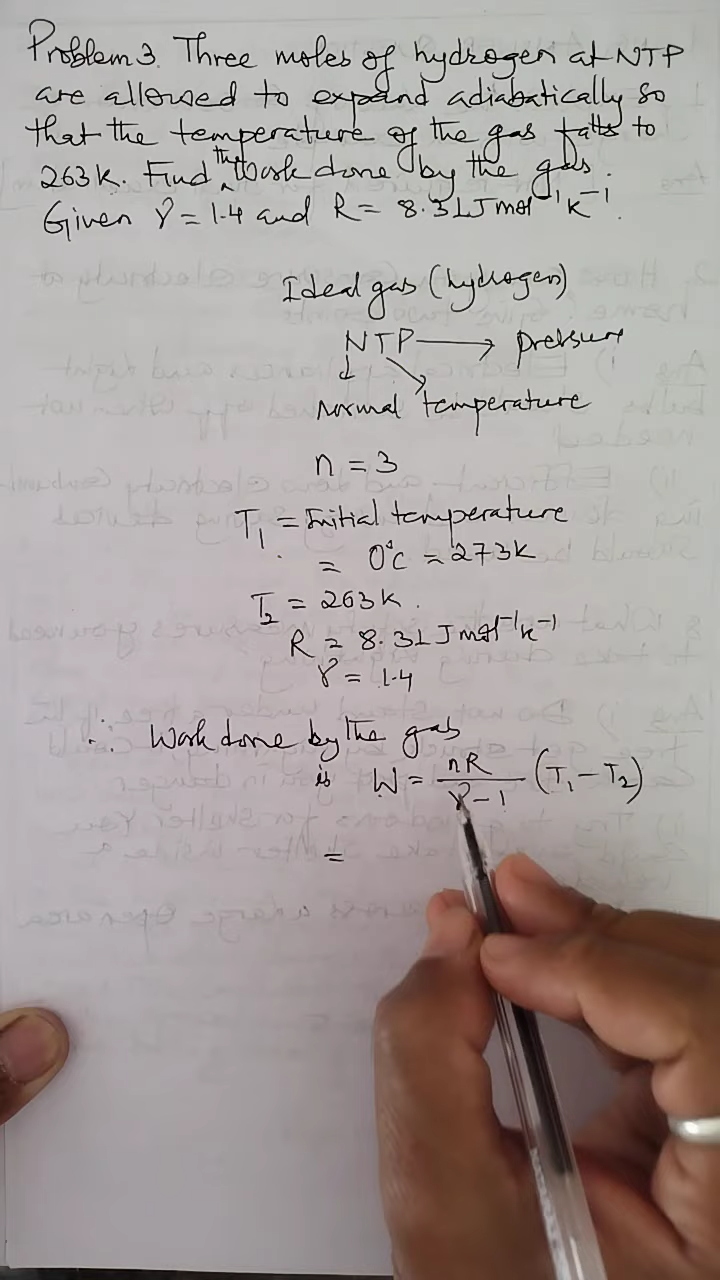 Problem 3. Three moles of hydrogen at NTP
are allowed to expand adiabatically so
that the temperature of the gas falls to
263K. Find the Work done by the gas.
Given γ = 1.4 and R = 8.31 J mol⁻¹ K⁻¹.
Ideal gas (hydrogen)
NTP → pressure
normal temperature
n = 3
T₁ = Initial temperature
= 0°C = 273K
T₂ = 263K.
R = 8.31 J mol⁻¹ K⁻¹
γ = 1.4
∴ Work done by the gas
is W = nR/(γ-1) (T₁ - T₂)
=